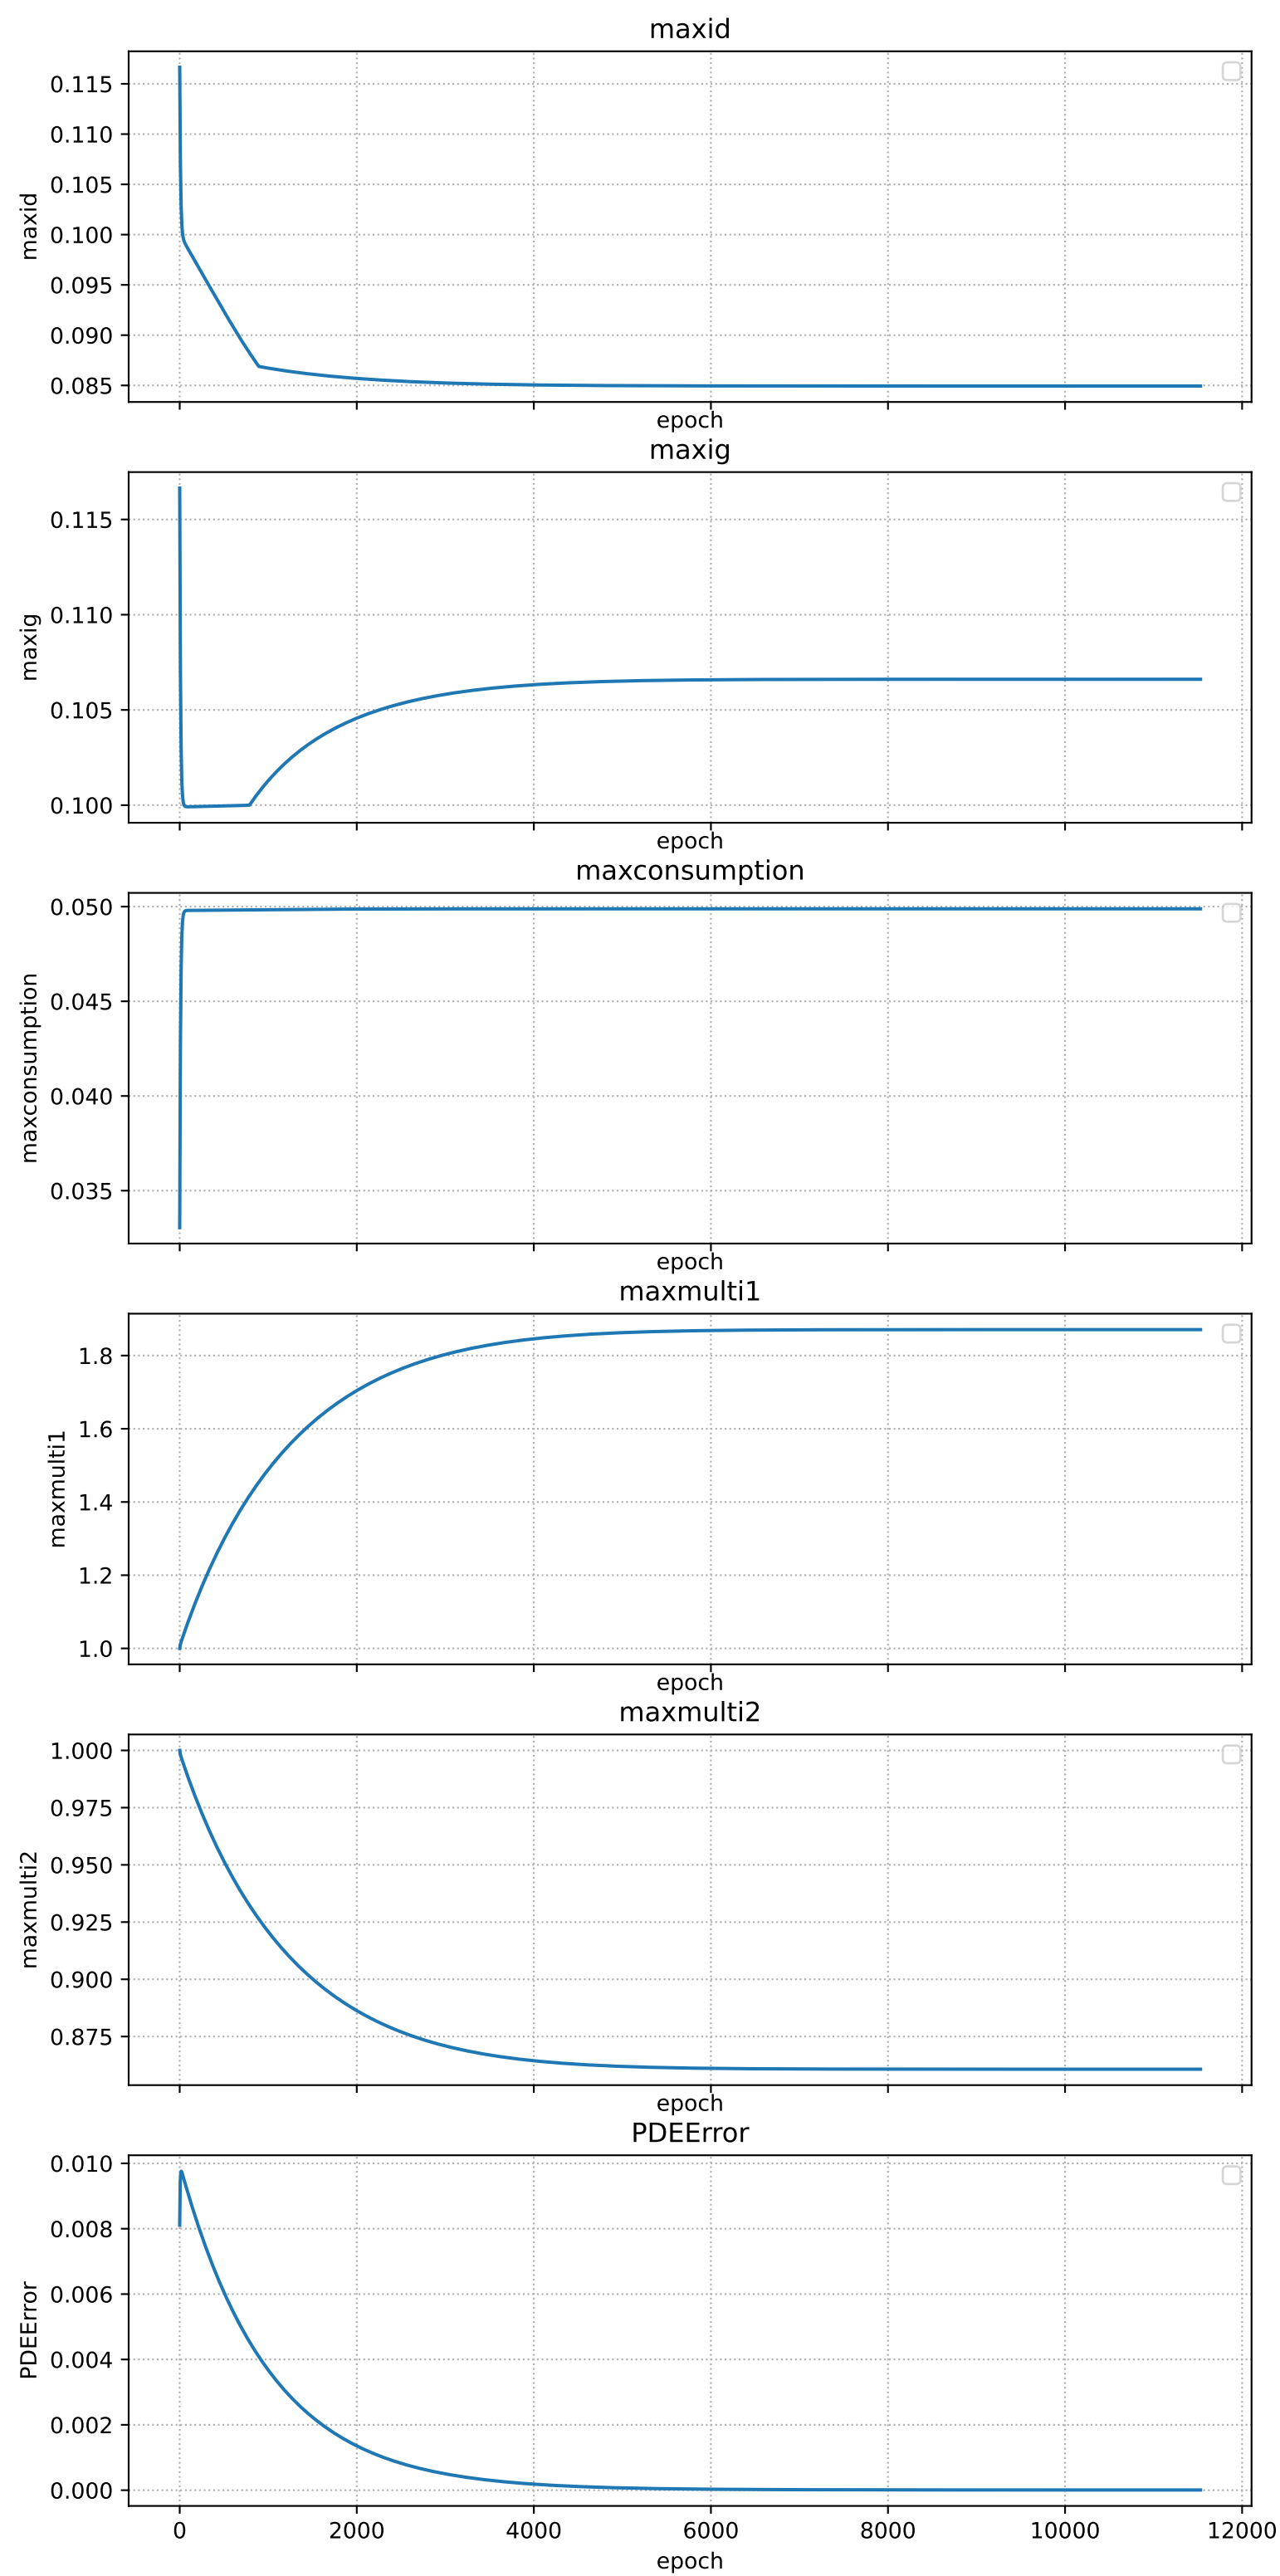 maxid
0.115
0.110
0.105
0.100
0.095
0.090
0.085
maxid
epoch
maxig
0.115
0.110
0.105
0.100
maxig
epoch
maxconsumption
0.050
0.045
0.040
0.035
maxconsumption
epoch
maxmulti1
1.8
1.6
1.4
1.2
1.0
maxmulti1
epoch
maxmulti2
1.000
0.975
0.950
0.925
0.900
0.875
maxmulti2
epoch
PDEError
0.010
0.008
0.006
0.004
0.002
0.000
PDEError
0 2000 4000 6000 8000 10000 12000
epoch